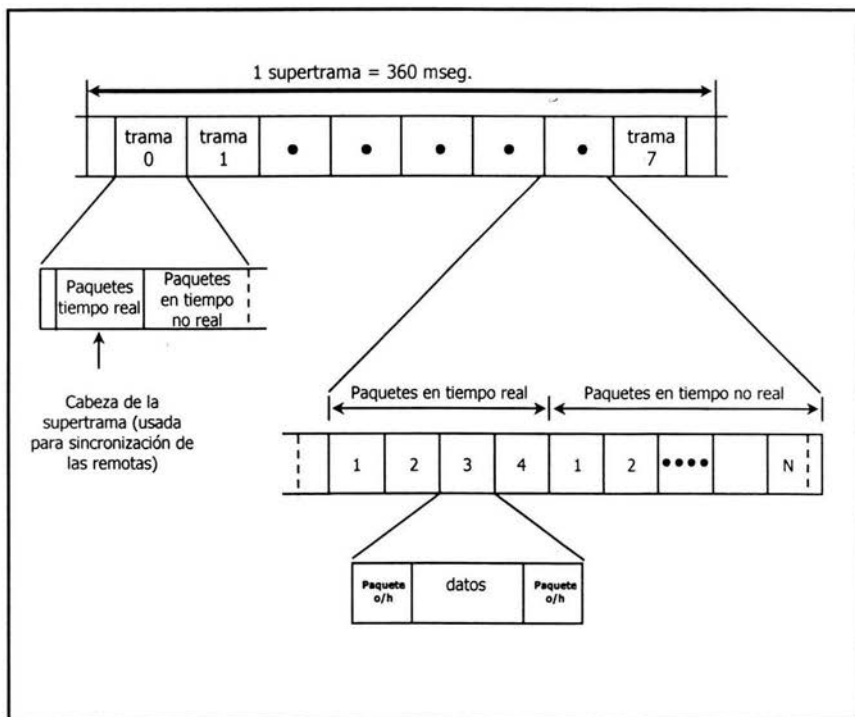 1 supertrama = 360 mseg.
trama
0
trama
1
trama
7
Paquetes
tiempo real
Paquetes
en tiempo
no real
Cabeza de la
supertrama (usada
para sincronización de
las remotas)
Paquetes en tiempo real
Paquetes en tiempo no real
1
2
3
4
1
2
N
Paquete
o/h
datos
Paquete
o/h